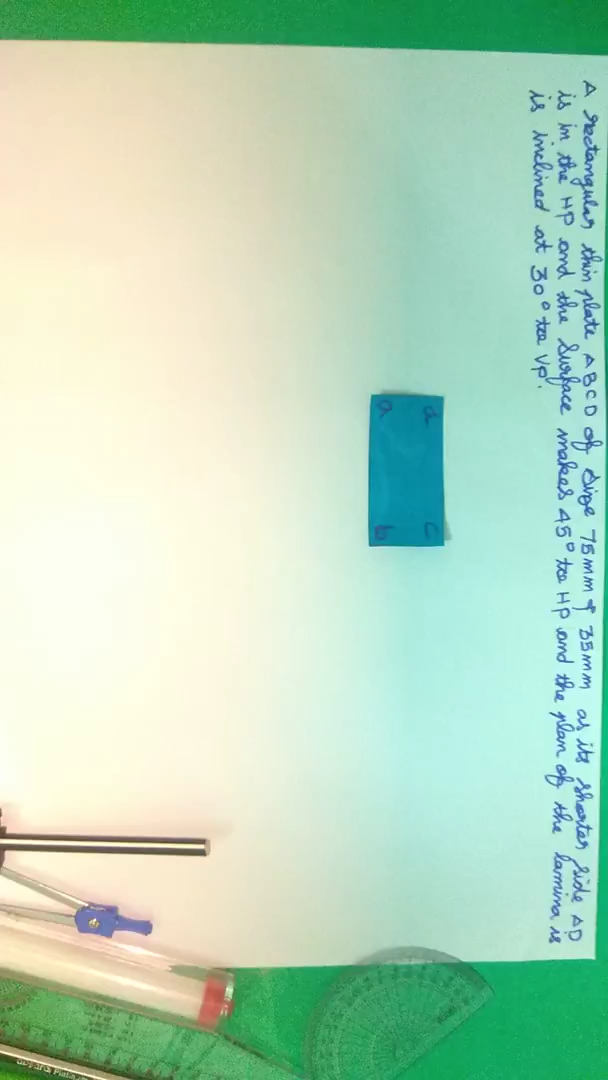 A rectangular thin plate ABCD of size 75mm & 35mm as its shorter side AD
is in the HP and the surface makes 45° to HP and the plan of the lamina is
is inclined at 30° to VP.
d c
a b